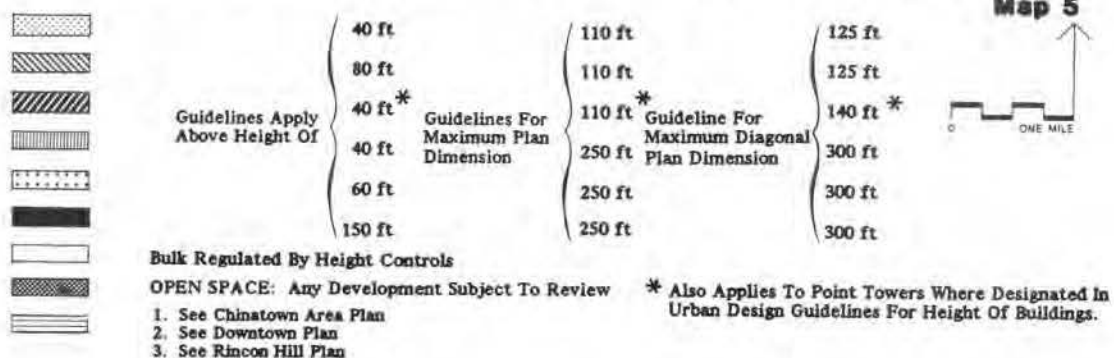 Map 5
40 ft 110 ft 125 ft
80 ft 110 ft 125 ft
Guidelines Apply 40 ft* Guidelines For 110 ft* Guideline For 140 ft *
Above Height Of Maximum Plan Maximum Diagonal
40 ft Dimension 250 ft Plan Dimension 300 ft
60 ft 250 ft 300 ft
150 ft 250 ft 300 ft
0 ONE MILE
Bulk Regulated By Height Controls
OPEN SPACE: Any Development Subject To Review
* Also Applies To Point Towers Where Designated In
Urban Design Guidelines For Height Of Buildings.
1. See Chinatown Area Plan
2. See Downtown Plan
3. See Rincon Hill Plan